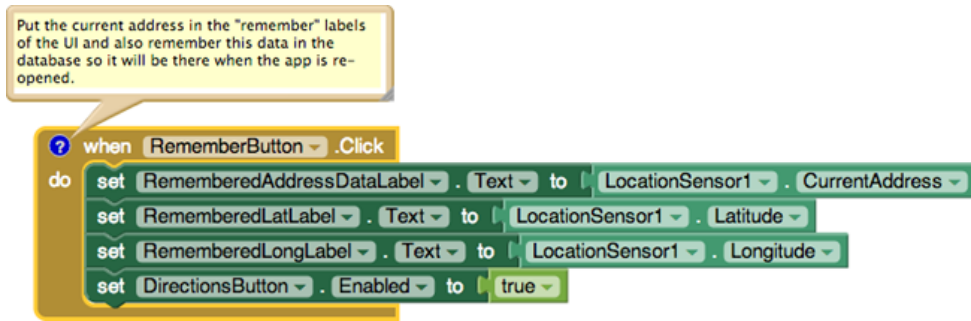 Put the current address in the "remember" labels
of the UI and also remember this data in the
database so it will be there when the app is re-
opened.
? when RememberButton .Click
do set RememberedAddressDataLabel . Text to LocationSensor1 . CurrentAddress
set RememberedLatLabel . Text to LocationSensor1 . Latitude
set RememberedLongLabel . Text to LocationSensor1 . Longitude
set DirectionsButton . Enabled to true